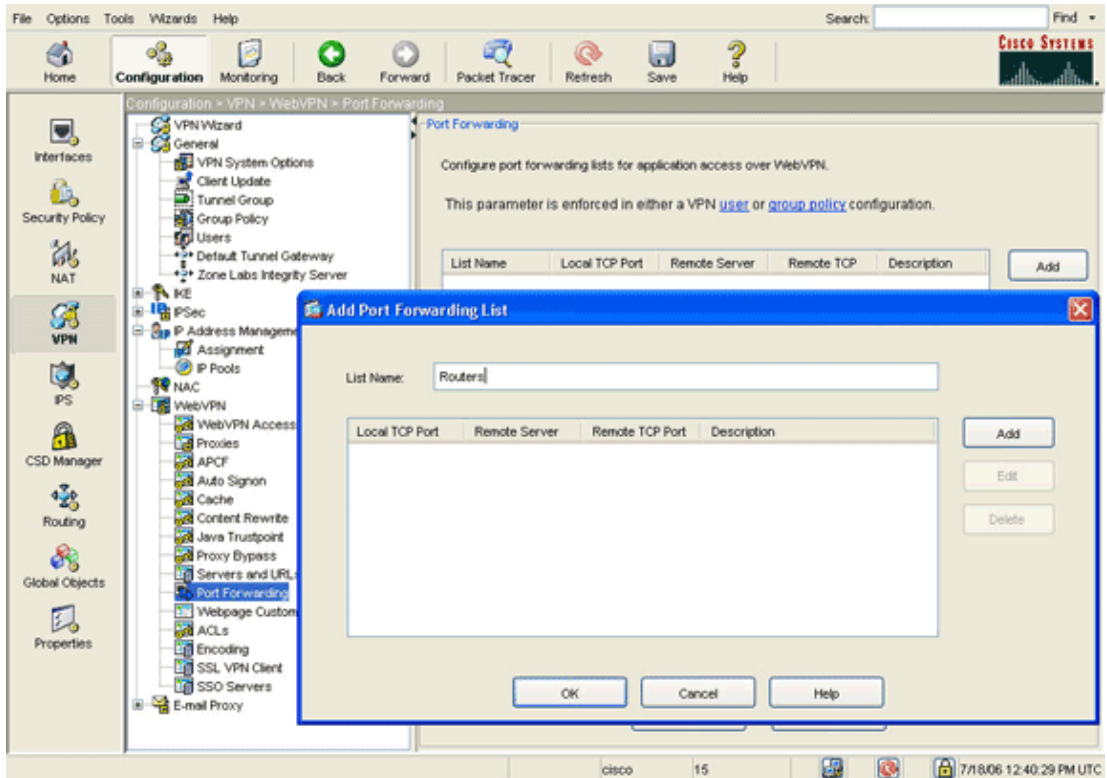 File Options Tools Wizards Help Search: Find
Home Configuration Monitoring Back Forward Packet Tracer Refresh Save Help
CISCO SYSTEMS
Configuration > VPN > WebVPN > Port Forwarding
Interfaces
Security Policy
NAT
VPN
IPS
CSD Manager
Routing
Global Objects
Properties
VPN Wizard
General
VPN System Options
Client Update
Tunnel Group
Group Policy
Users
Default Tunnel Gateway
Zone Labs Integrity Server
IKE
IPSec
IP Address Manageme
Assignment
IP Pools
NAC
WebVPN
WebVPN Access
Proxies
APCF
Auto Signon
Cache
Content Rewrite
Java Trustpoint
Proxy Bypass
Servers and URL
Port Forwarding
Webpage Custom
ACLs
Encoding
SSL VPN Client
SSO Servers
E-mail Proxy
Port Forwarding
Configure port forwarding lists for application access over WebVPN.
This parameter is enforced in either a VPN user or group policy configuration.
List Name Local TCP Port Remote Server Remote TCP Description
Add
Add Port Forwarding List
List Name: Routers
Local TCP Port Remote Server Remote TCP Port Description
Add
Edit
Delete
OK Cancel Help
cisco 15 7/18/06 12:40:29 PM UTC